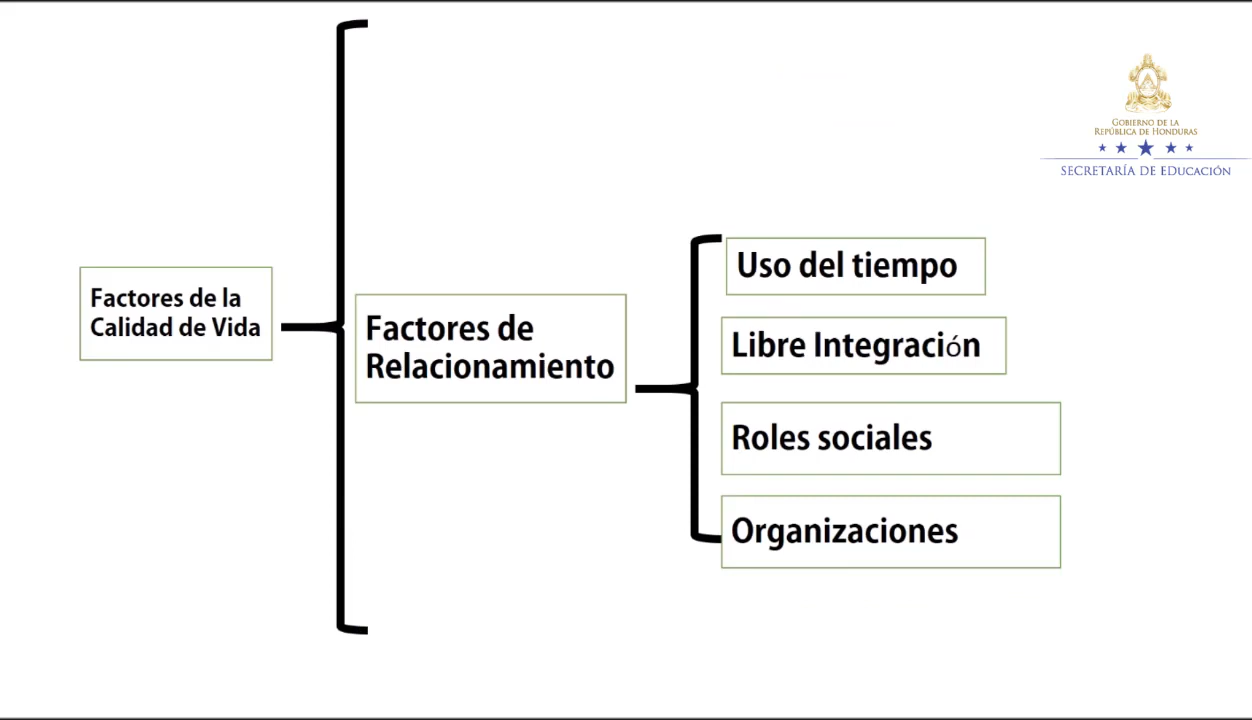 GOBIERNO DE LA
REPÚBLICA DE HONDURAS
SECRETARÍA DE EDUCACIÓN
Factores de la
Calidad de Vida
Factores de
Relacionamiento
Uso del tiempo
Libre Integración
Roles sociales
Organizaciones